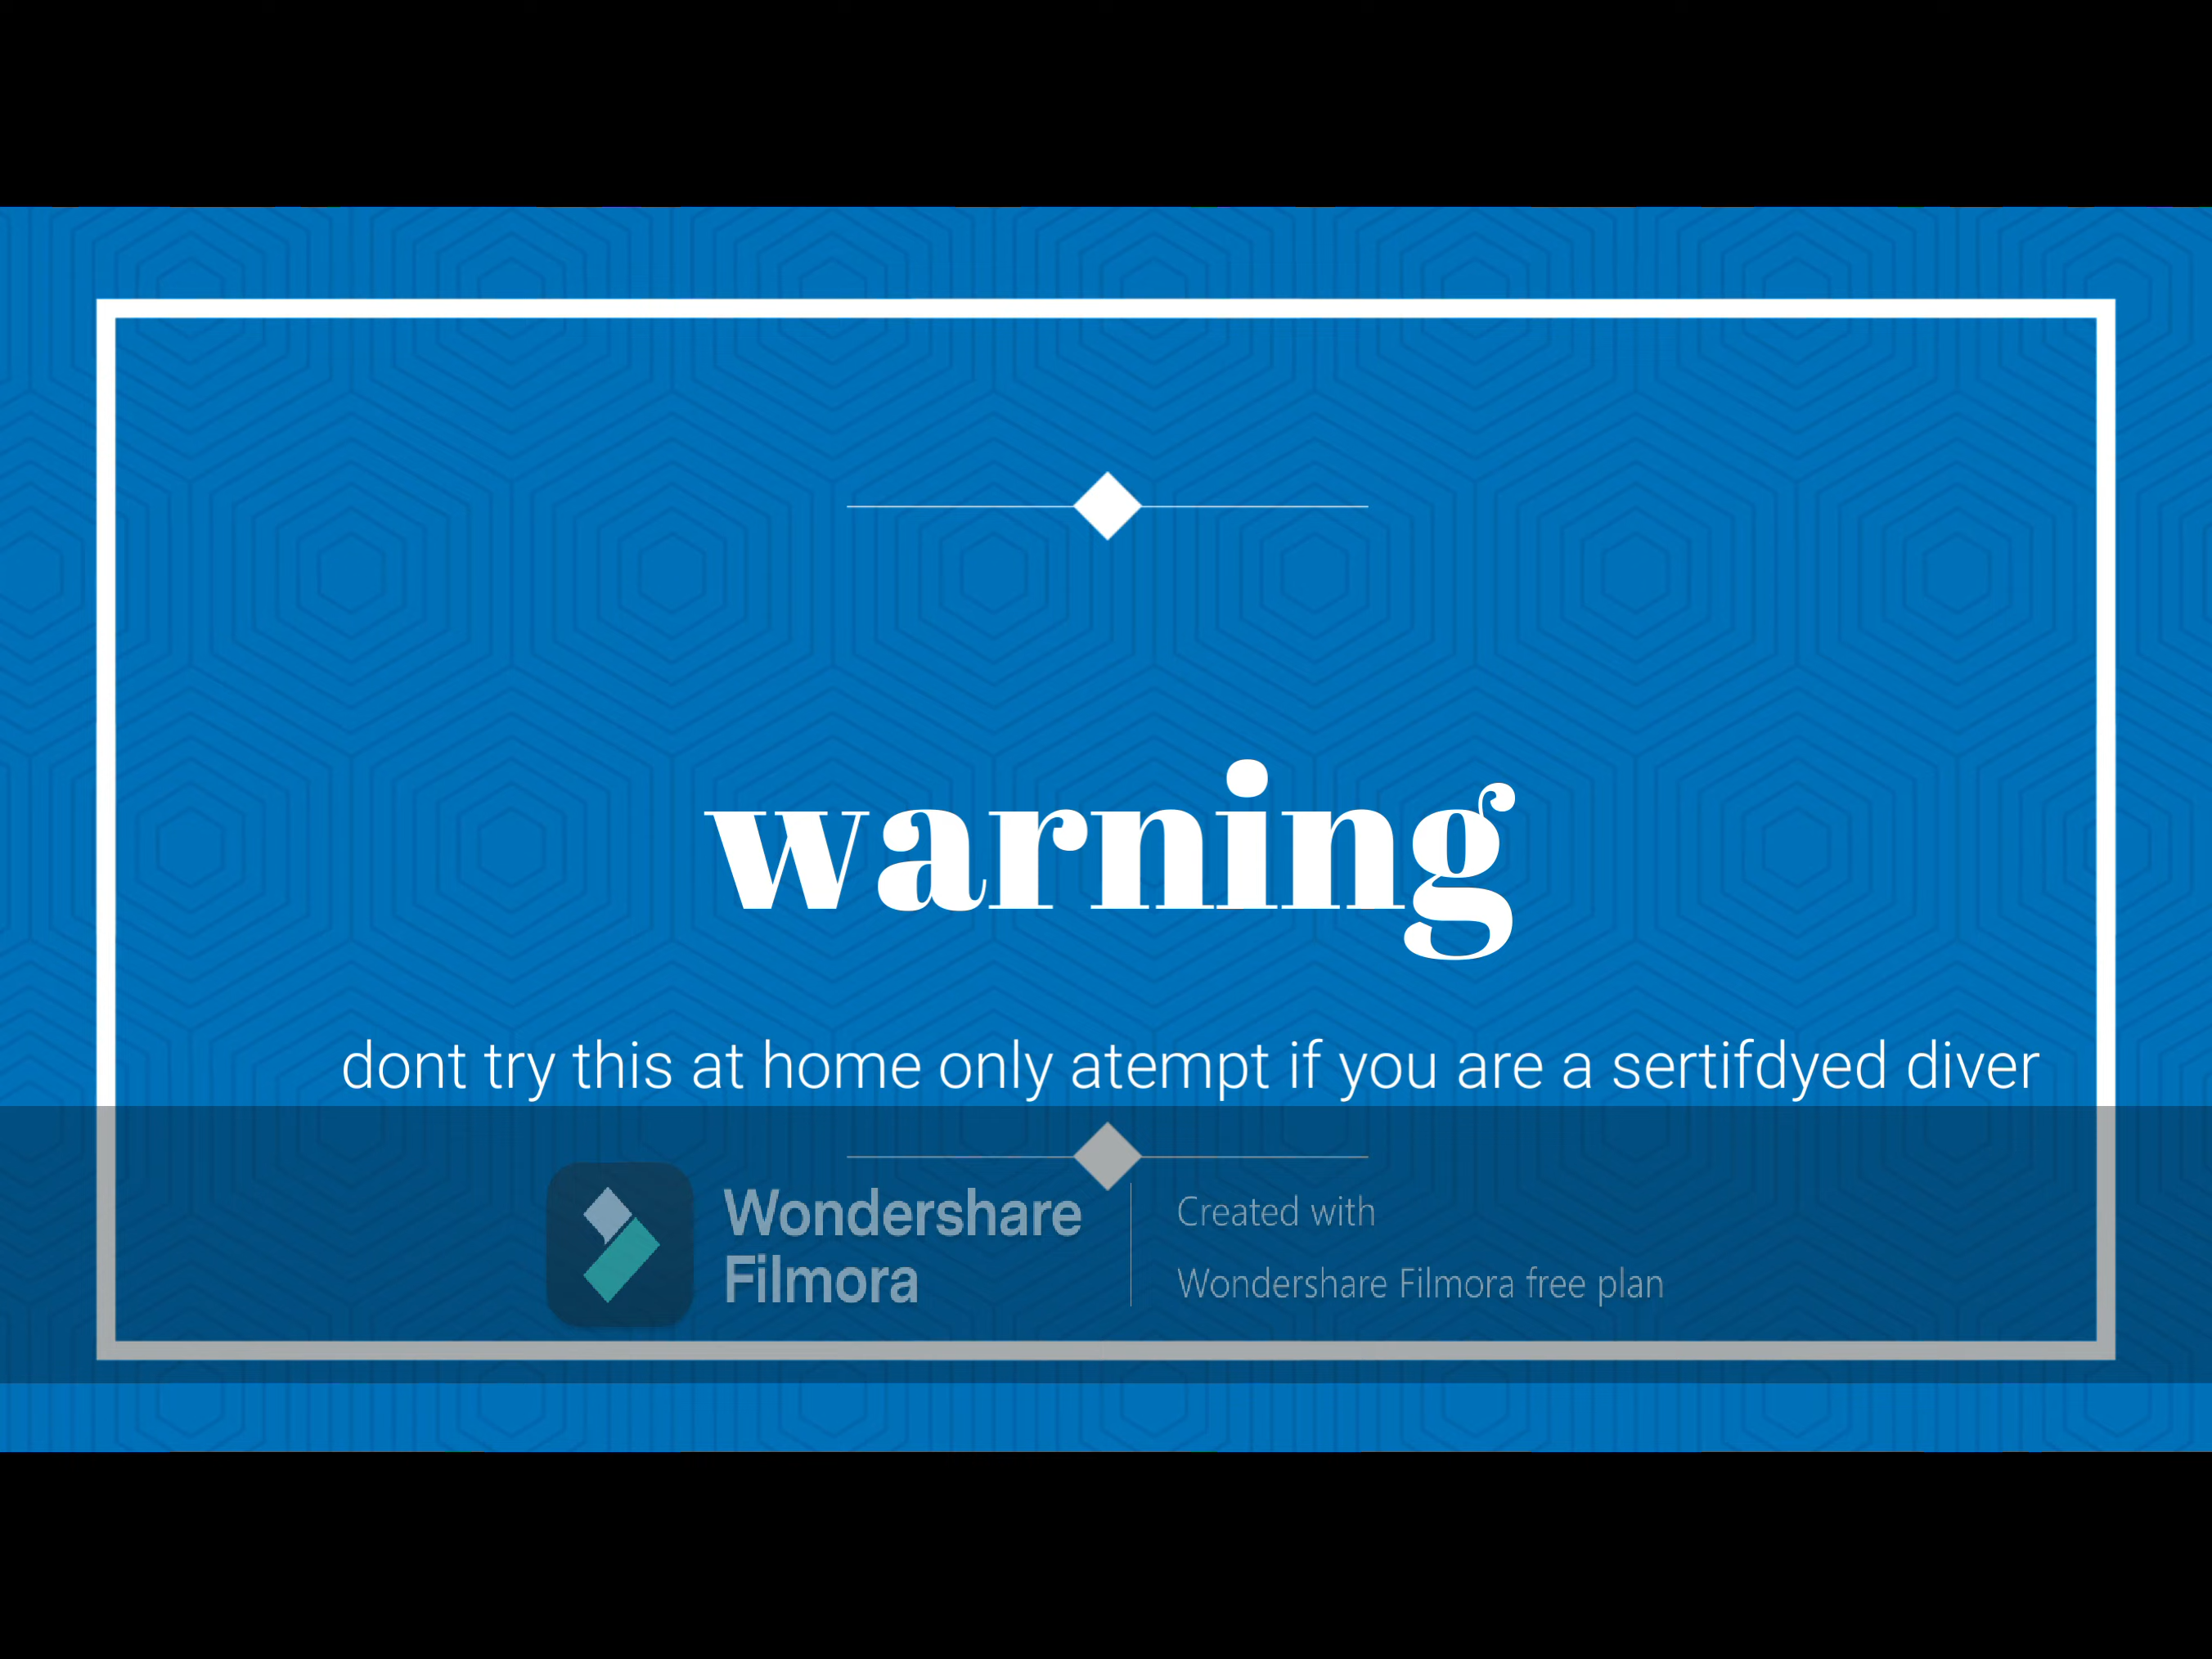 warning
dont try this at home only atempt if you are a sertifdyed diver
Wondershare
Filmora
Created with
Wondershare Filmora free plan